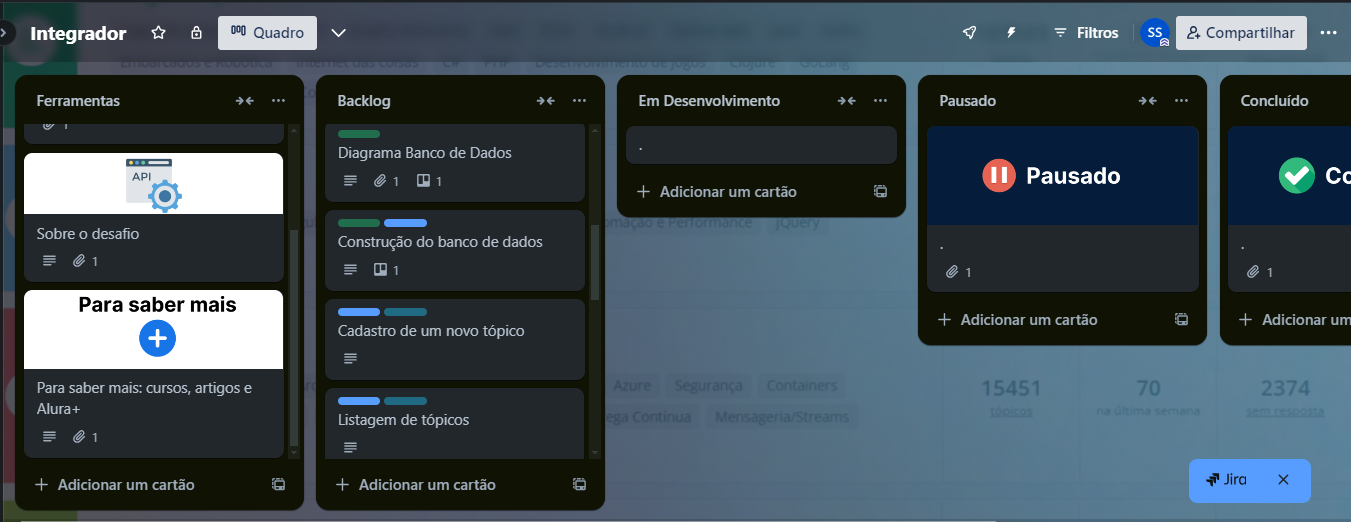 Integrador
Quadro
Filtros
SS
Compartilhar
Embarcados e Robótica
Internet das coisas
C#
PHP
Desenvolvimento de jogos
Clojure
GoLang
Ferramentas
1
API
Sobre o desafio
1
Para saber mais
Para saber mais: cursos, artigos e
Alura+
1
Adicionar um cartão
Backlog
Diagrama Banco de Dados
1
1
Construção do banco de dados
1
Cadastro de um novo tópico
Listagem de tópicos
Adicionar um cartão
Em Desenvolvimento
.
Adicionar um cartão
e Performance
jQuery
Azure
Segurança
Containers
Mensageria/Streams
Pausado
Pausado
.
1
Adicionar um cartão
15451
tópicos
70
na última semana
2374
sem resposta
Concluído
Co
.
1
Adicionar um
Jira